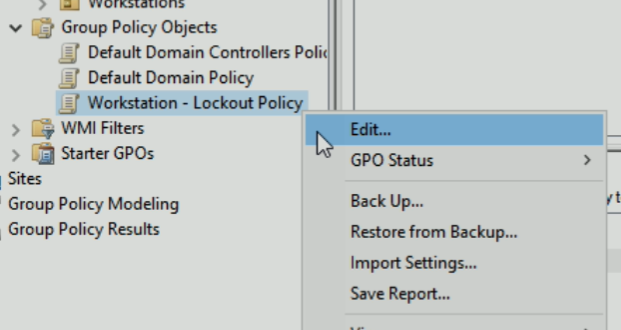 Workstations
Group Policy Objects
Default Domain Controllers Polic
Default Domain Policy
Workstation - Lockout Policy
WMI Filters
Starter GPOs
Sites
Group Policy Modeling
Group Policy Results
Edit...
GPO Status
Back Up...
Restore from Backup...
Import Settings...
Save Report...